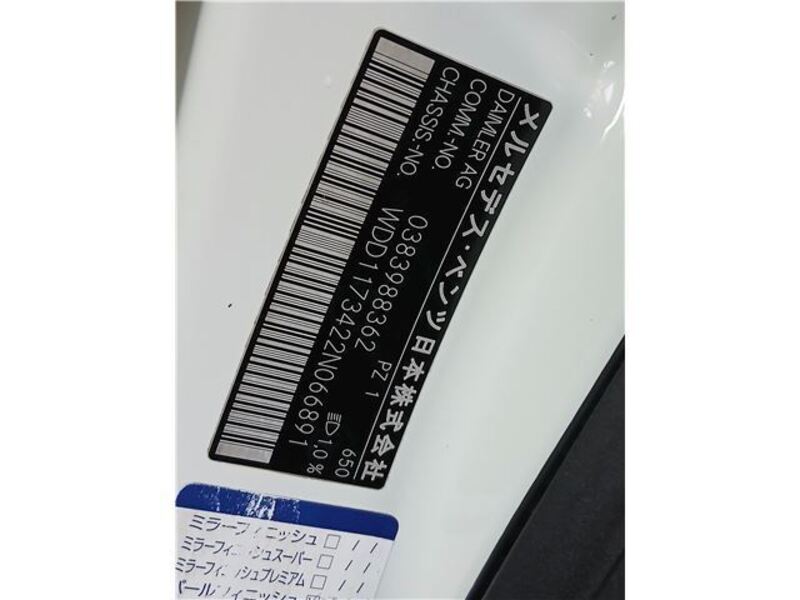 メルセデス・ベンツ日本株式会社
DAIMLER AG 650
COMM.-NO. 0383988362 PZ 1 1,0%
CHASSIS.-NO. WDD1173422N066891
ミラーフィニッシュ□ / /
ミラーフィニッシュスーパー□ / /
ミラーフィニッシュプレミアム□ / /
パールフィニッシュ